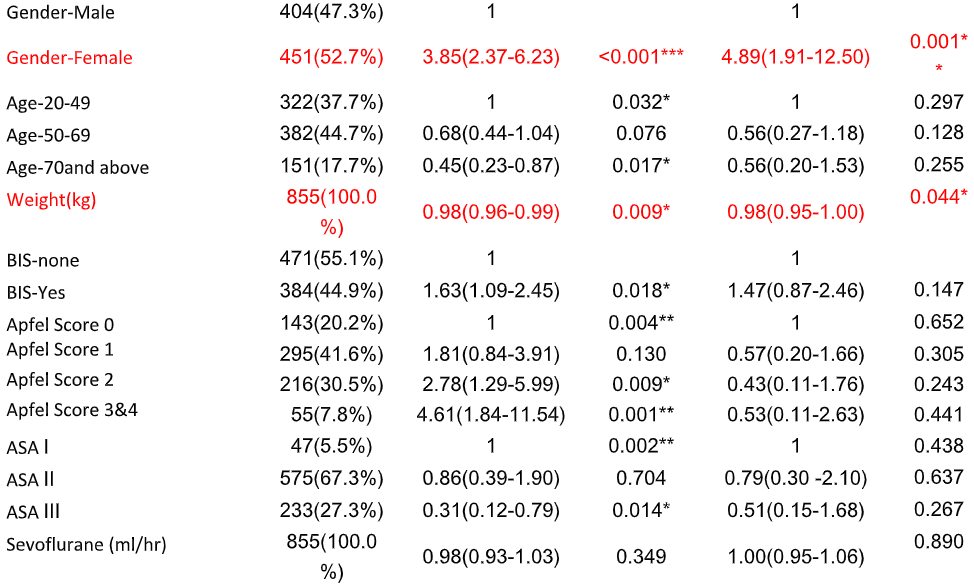 Gender-Male 404(47.3%) 1 1
Gender-Female 451(52.7%) 3.85(2.37-6.23) <0.001*** 4.89(1.91-12.50) 0.001*
*
Age-20-49 322(37.7%) 1 0.032* 1 0.297
Age-50-69 382(44.7%) 0.68(0.44-1.04) 0.076 0.56(0.27-1.18) 0.128
Age-70and above 151(17.7%) 0.45(0.23-0.87) 0.017* 0.56(0.20-1.53) 0.255
Weight(kg) 855(100.0
%) 0.98(0.96-0.99) 0.009* 0.98(0.95-1.00) 0.044*
BIS-none 471(55.1%) 1 1
BIS-Yes 384(44.9%) 1.63(1.09-2.45) 0.018* 1.47(0.87-2.46) 0.147
Apfel Score 0 143(20.2%) 1 0.004** 1 0.652
Apfel Score 1 295(41.6%) 1.81(0.84-3.91) 0.130 0.57(0.20-1.66) 0.305
Apfel Score 2 216(30.5%) 2.78(1.29-5.99) 0.009* 0.43(0.11-1.76) 0.243
Apfel Score 3&4 55(7.8%) 4.61(1.84-11.54) 0.001** 0.53(0.11-2.63) 0.441
ASA Ⅰ 47(5.5%) 1 0.002** 1 0.438
ASA Ⅱ 575(67.3%) 0.86(0.39-1.90) 0.704 0.79(0.30 -2.10) 0.637
ASA Ⅲ 233(27.3%) 0.31(0.12-0.79) 0.014* 0.51(0.15-1.68) 0.267
Sevoflurane (ml/hr) 855(100.0
%) 0.98(0.93-1.03) 0.349 1.00(0.95-1.06) 0.890